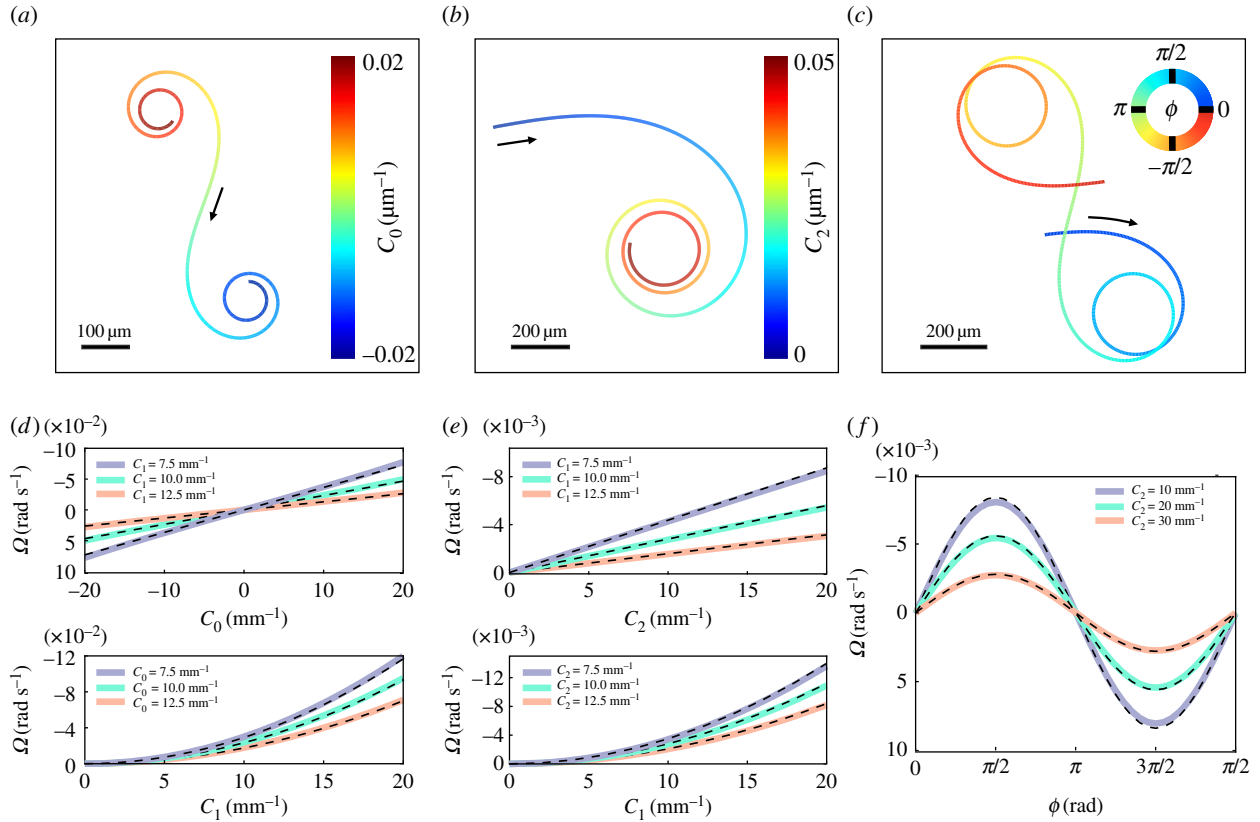 (a)
0.02
C0 (μm−1)
−0.02
100 μm
(b)
0.05
C2 (μm−1)
0
200 μm
(c)
π/2
π
ϕ
0
−π/2
200 μm
(d) (×10−2)
−10
−5
0
5
10
Ω (rad s−1)
C1 = 7.5 mm−1
C1 = 10.0 mm−1
C1 = 12.5 mm−1
−20 −10 0 10 20
C0 (mm−1)
(×10−2)
−12
−8
−4
0
Ω (rad s−1)
C0 = 7.5 mm−1
C0 = 10.0 mm−1
C0 = 12.5 mm−1
0 5 10 15 20
C1 (mm−1)
(e) (×10−3)
−8
−4
0
Ω (rad s−1)
C1 = 7.5 mm−1
C1 = 10.0 mm−1
C1 = 12.5 mm−1
0 5 10 15 20
C2 (mm−1)
(×10−3)
−12
−8
−4
0
Ω (rad s−1)
C2 = 7.5 mm−1
C2 = 10.0 mm−1
C2 = 12.5 mm−1
0 5 10 15 20
C1 (mm−1)
(f)
(×10−3)
−10
−5
0
5
10
Ω (rad s−1)
C2 = 10 mm−1
C2 = 20 mm−1
C2 = 30 mm−1
0 π/2 π 3π/2 π/2
ϕ (rad)